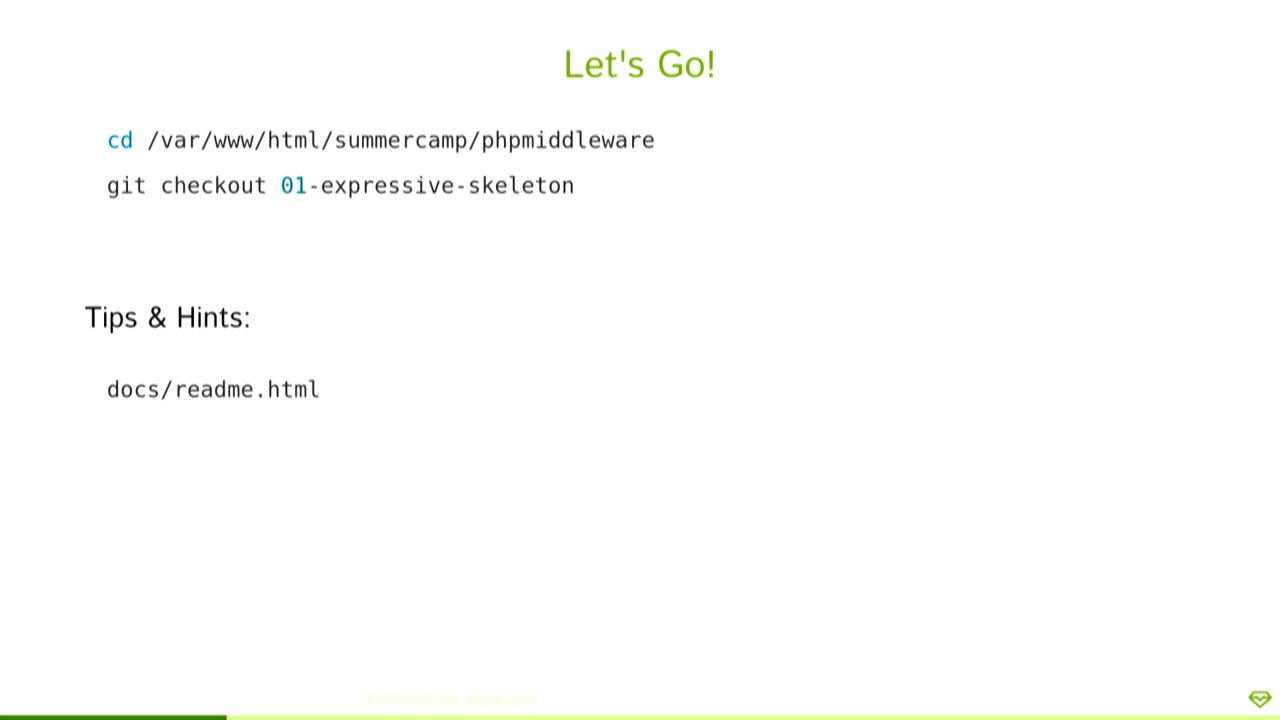 Let's Go!
cd /var/www/html/summercamp/phpmiddleware
git checkout 01-expressive-skeleton
Tips & Hints:
docs/readme.html